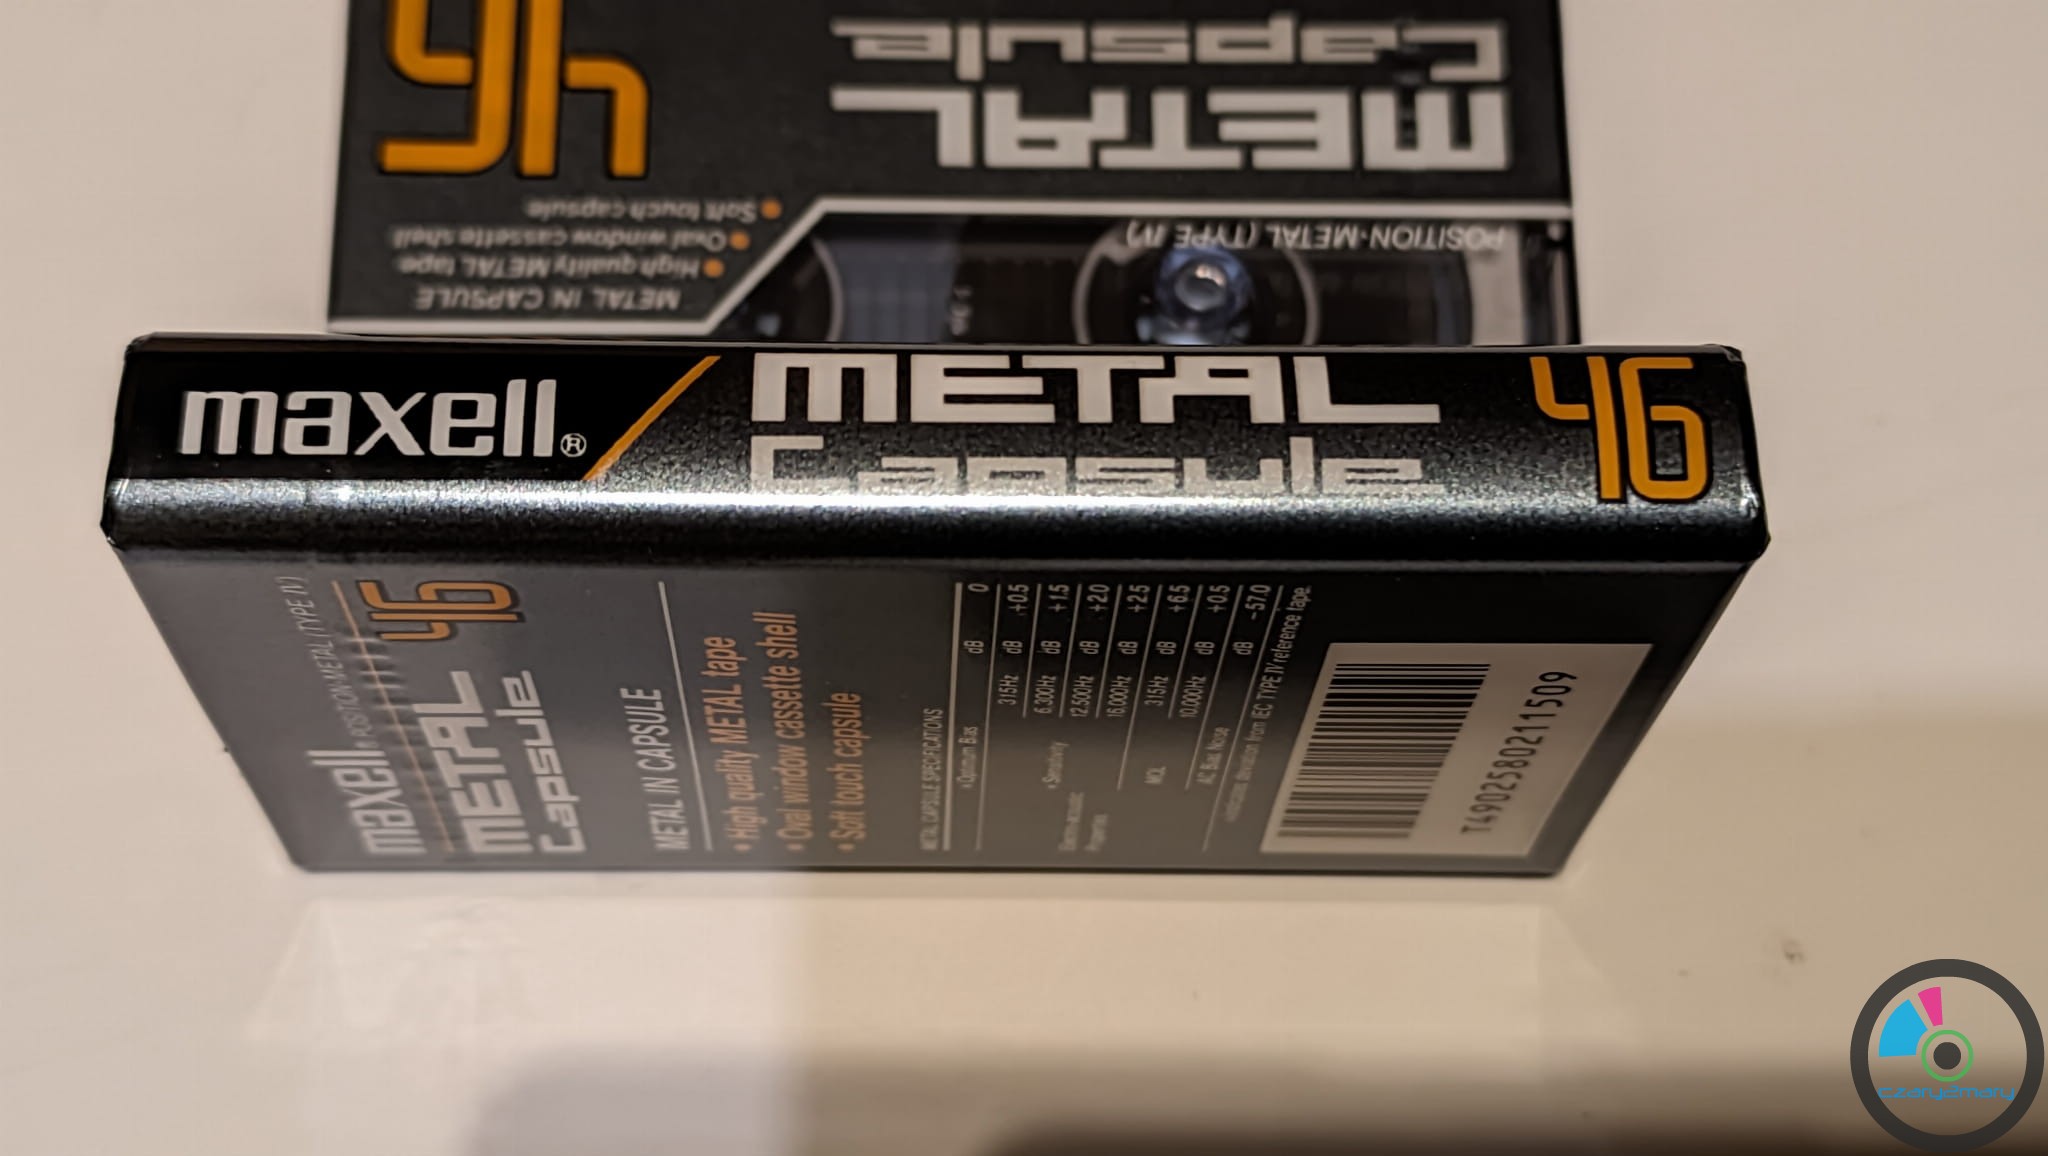 46
METAL
Capsule
POSITION·METAL (TYPE IV)
METAL IN CAPSULE
• High quality METAL tape
• Oval window cassette shell
• Soft touch capsule
maxell®
METAL
Capsule
46
maxell® POSITION·METAL (TYPE IV)
METAL 46
Capsule
METAL IN CAPSULE
• High quality METAL tape
• Oval window cassette shell
• Soft touch capsule
METAL CAPSULE SPECIFICATIONS
• Optimum Bias dB 0
Electro-acoustic Properties
• Sensitivity
315Hz dB +0.5
6,300Hz dB +1.5
12,500Hz dB +2.0
16,000Hz dB +2.5
MOL
315Hz dB +6.5
10,000Hz dB +0.5
AC Bias Noise dB -57.0
• Indicates deviation from IEC TYPE IV reference tape.
T4902580211509
czary2mary